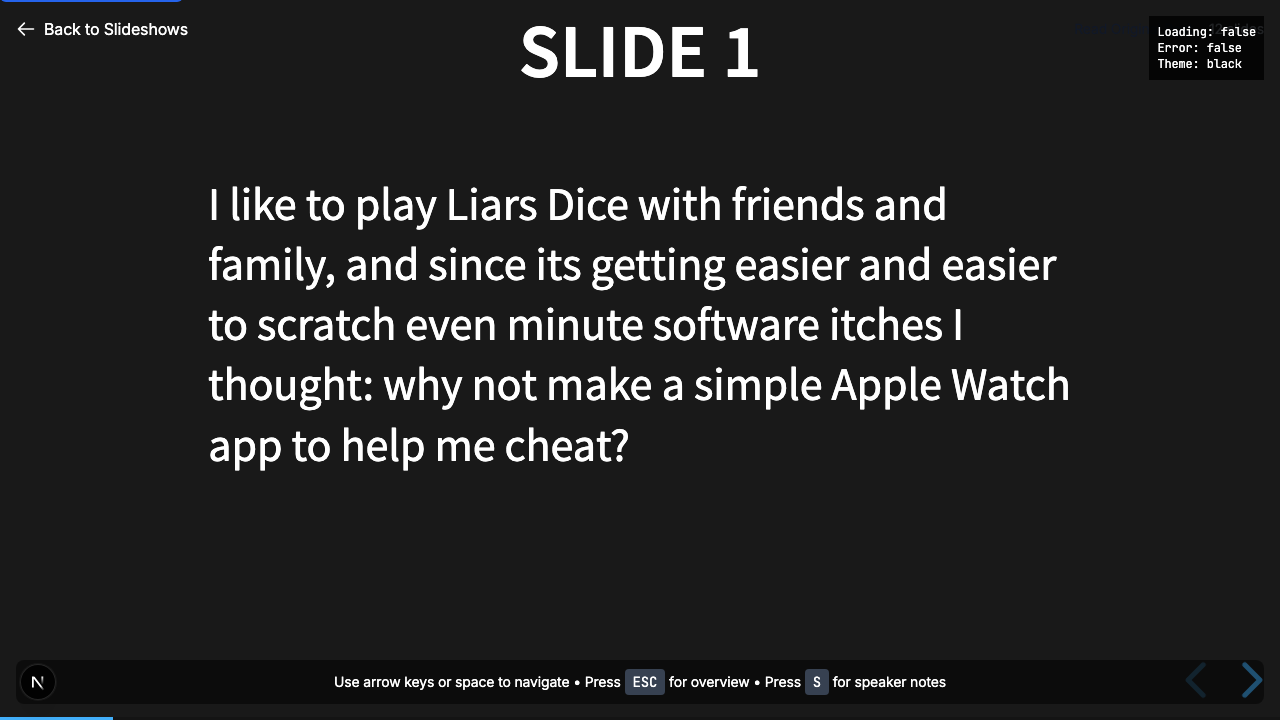 Back to Slideshows
SLIDE 1
Loading: false
Error: false
Theme: black
I like to play Liars Dice with friends and
family, and since its getting easier and easier
to scratch even minute software itches I
thought: why not make a simple Apple Watch
app to help me cheat?
N
Use arrow keys or space to navigate • Press ESC for overview • Press S for speaker notes